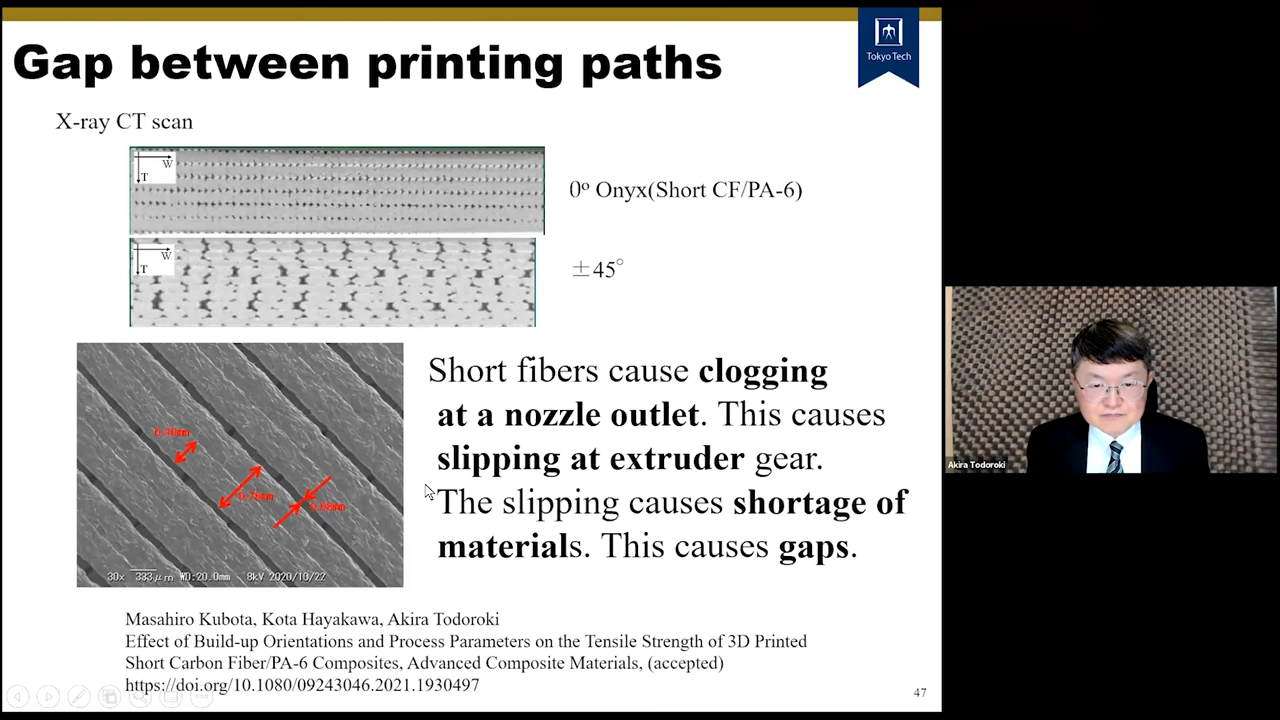 Gap between printing paths
Tokyo Tech
X-ray CT scan
W
T
0º Onyx(Short CF/PA-6)
W
T
±45°
0.40mm
0.08mm
30x 333μm WD:20.0mm 8kV 2020/10/22
Short fibers cause clogging
at a nozzle outlet. This causes
slipping at extruder gear.
The slipping causes shortage of
materials. This causes gaps.
Masahiro Kubota, Kota Hayakawa, Akira Todoroki
Effect of Build-up Orientations and Process Parameters on the Tensile Strength of 3D Printed
Short Carbon Fiber/PA-6 Composites, Advanced Composite Materials, (accepted)
https://doi.org/10.1080/09243046.2021.1930497
47
Akira Todoroki